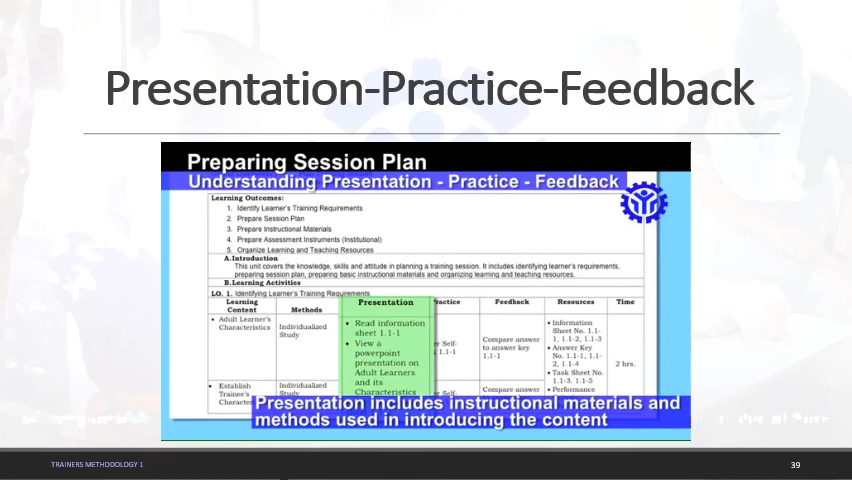 Presentation-Practice-Feedback
Preparing Session Plan
Understanding Presentation - Practice - Feedback
Learning Outcomes:
1. Identify Learner's Training Requirements
2. Prepare Session Plan
3. Prepare Instructional Materials
4. Prepare Assessment Instruments (Institutional)
5. Organize Learning and Teaching Resources
A.Introduction
This unit covers the knowledge, skills and attitude in planning a training session. It includes identifying learner's requirements,
preparing session plan, preparing basic instructional materials and organizing learning and teaching resources.
B.Learning Activities
LO. 1. Identifying Learner's Training Requirements
Learning Content
Methods
Presentation
Feedback
Resources
Time
• Adult Learner's
Characteristics
Individualized
Study
• Read information
sheet 1.1-1
• View a
powerpoint
presentation on
Adult Learners
and its
Characteristics
Self-
1.1-1
Compare answer
to answer key
1.1-1
• Information
Sheet No. 1.1-
1, 1.1-2, 1.1-3
• Answer Key
No. 1.1-1, 1.1-
2, 1.1-4
• Task Sheet No.
1.1-3. 1.1-5
• Performance
2 hrs.
• Establish
Trainee's
Individualized
Study
Self-
Compare answer
Presentation includes instructional materials and
methods used in introducing the content
TRAINERS METHODOLOGY 1
39